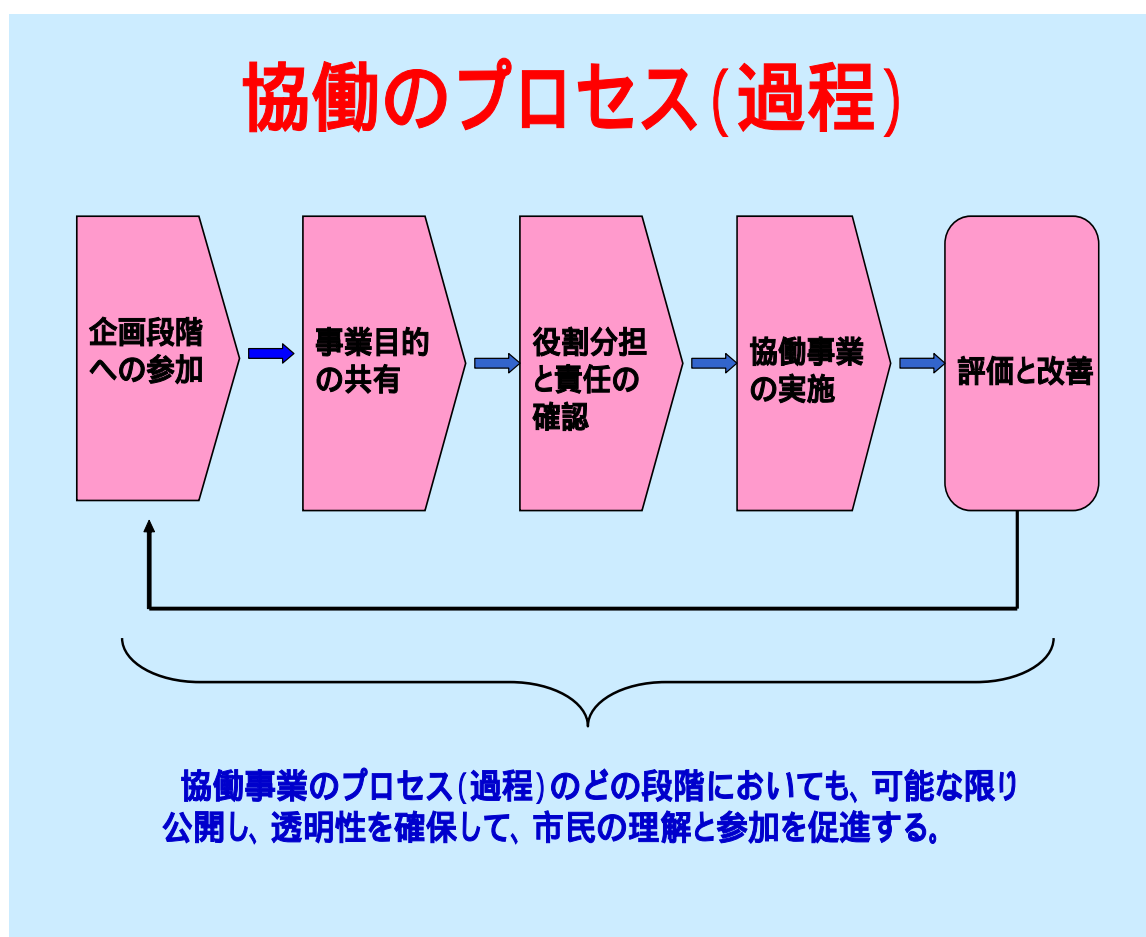 協働のプロセス(過程)
企画段階
への参加
事業目的
の共有
役割分担
と責任の
確認
協働事業
の実施
評価と改善
協働事業のプロセス(過程)のどの段階においても、可能な限り
公開し、透明性を確保して、市民の理解と参加を促進する。